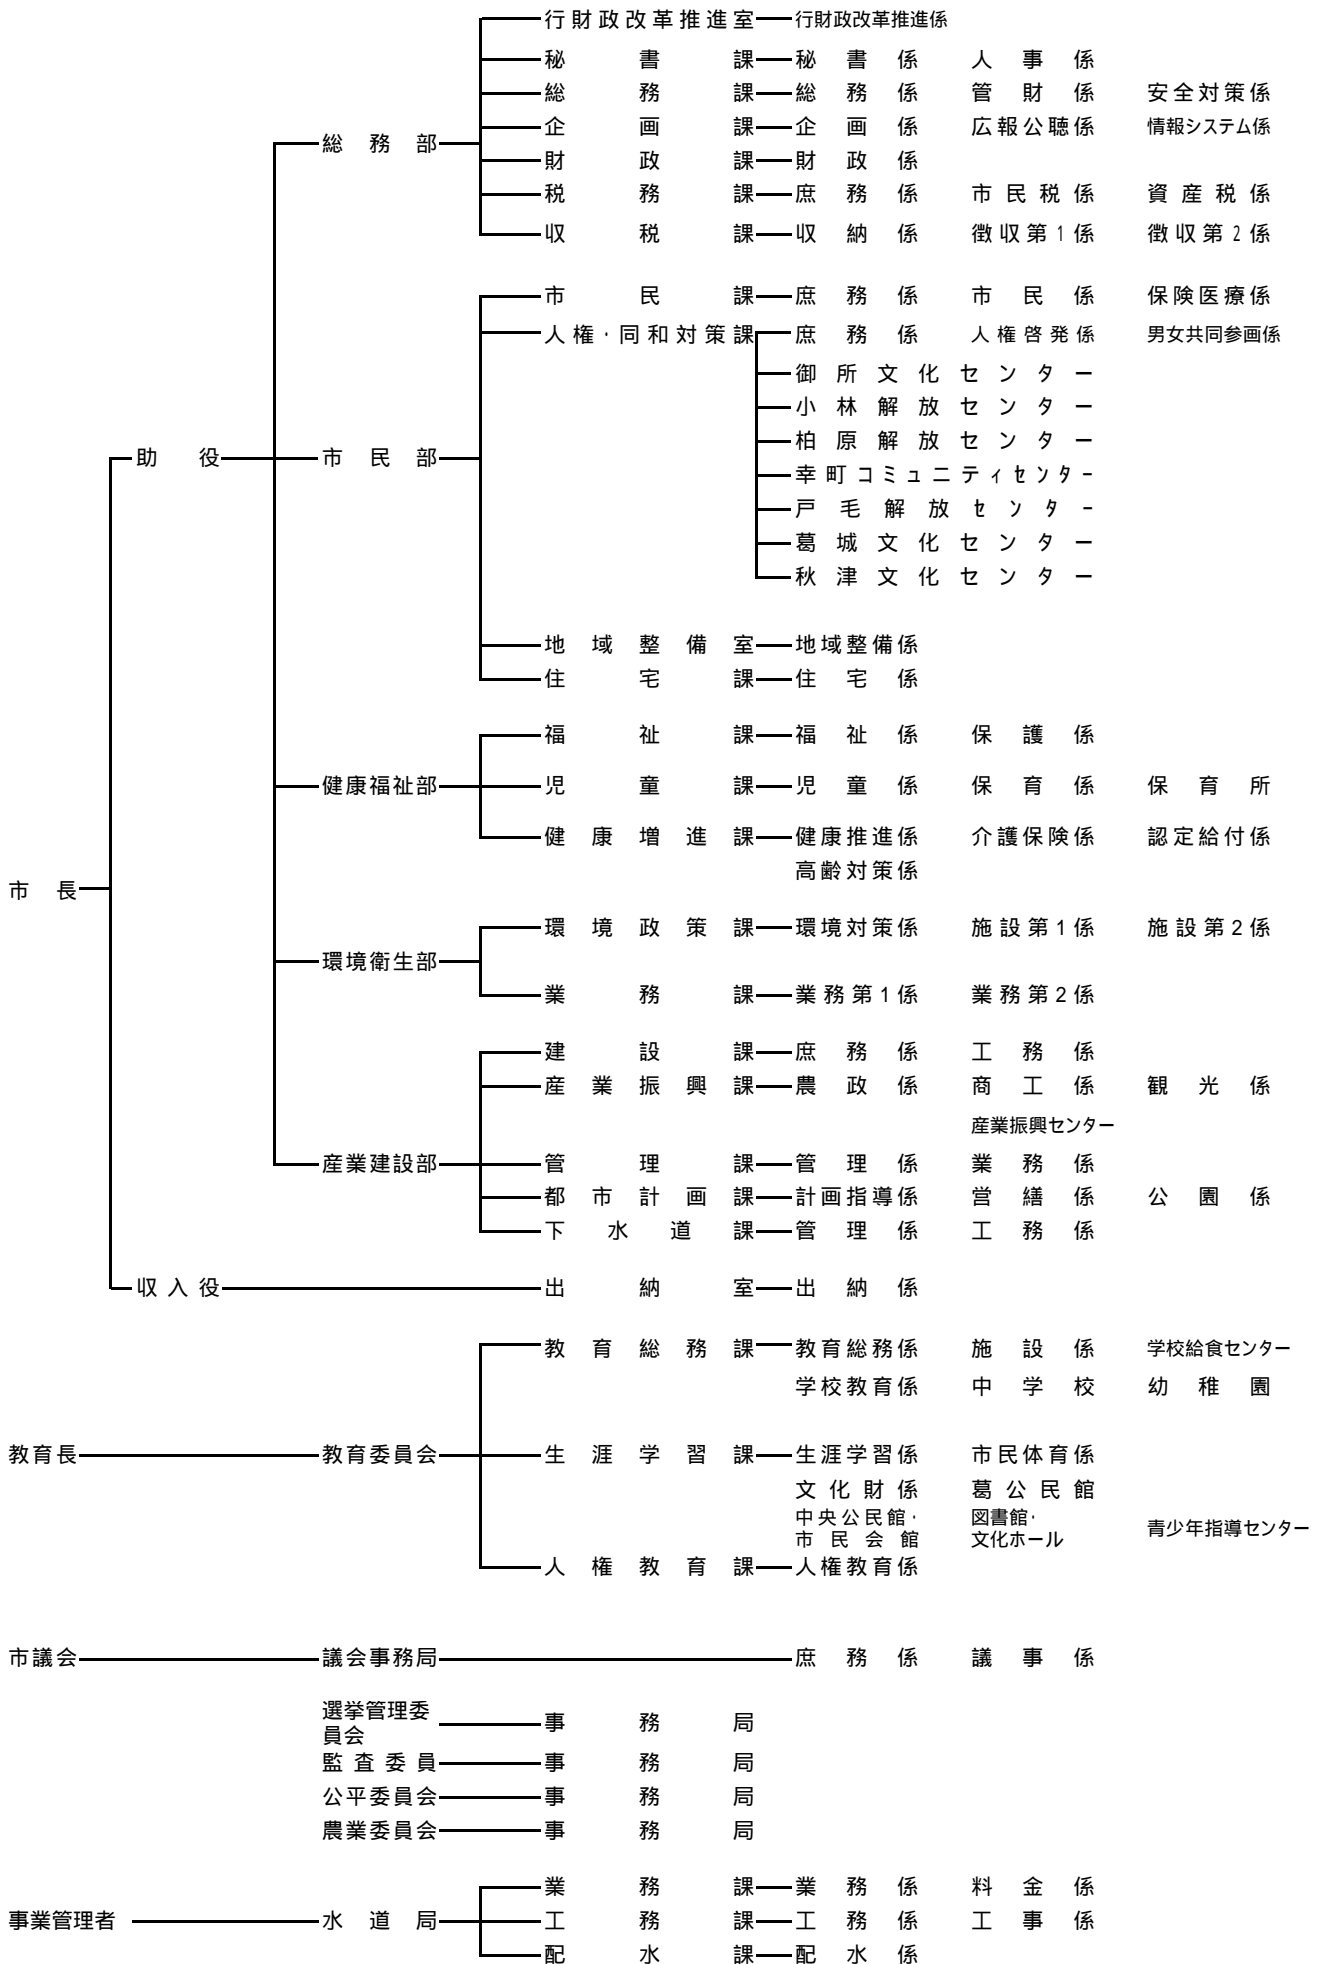 行財政改革推進室 行財政改革推進係
秘書課 秘書係 人事係
総務課 総務係 管財係 安全対策係
企画課 企画係 広報公聴係 情報システム係
総務部
財政課 財政係
税務課 庶務係 市民税係 資産税係
収税課 収納係 徴収第1係 徴収第2係
市民課 庶務係 市民係 保険医療係
人権・同和対策課 庶務係 人権啓発係 男女共同参画係
御所文化センター
小林解放センター
柏原解放センター
助役 市民部
幸町コミュニティセンター
戸毛解放センター
葛城文化センター
秋津文化センター
地域整備室 地域整備係
住宅課 住宅係
福祉課 福祉係 保護係
健康福祉部 児童課 児童係 保育係 保育所
健康増進課 健康推進係 介護保険係 認定給付係
高齢対策係
市長
環境政策課 環境対策係 施設第1係 施設第2係
環境衛生部
業務課 業務第1係 業務第2係
建設課 庶務係 工務係
産業振興課 農政係 商工係 観光係
産業振興センター
産業建設部 管理課 管理係 業務係
都市計画課 計画指導係 営繕係 公園係
下水道課 管理係 工務係
収入役 出納室 出納係
教育総務課 教育総務係 施設係 学校給食センター
学校教育係 中学校 幼稚園
教育長 教育委員会 生涯学習課 生涯学習係 市民体育係
文化財係 葛公民館
中央公民館・ 図書館・
市民会館 文化ホール 青少年指導センター
人権教育課 人権教育係
市議会 議会事務局 庶務係 議事係
選挙管理委
員会 事務局
監査委員 事務局
公平委員会 事務局
農業委員会 事務局
業務課 業務係 料金係
事業管理者 水道局 工務課 工務係 工事係
配水課 配水係